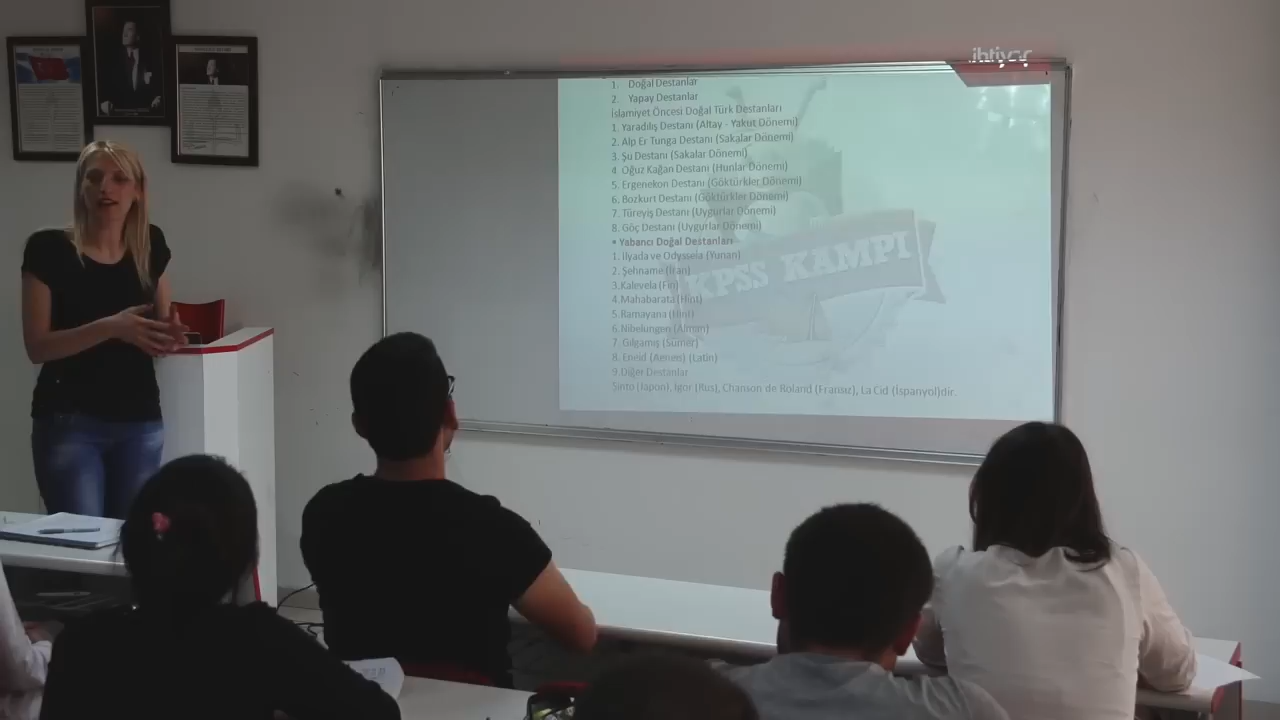 ihtiyaç
1. Doğal Destanlar
2. Yapay Destanlar
İslamiyet Öncesi Doğal Türk Destanları
1. Yaradılış Destanı (Altay - Yakut Dönemi)
2. Alp Er Tunga Destanı (Sakalar Dönemi)
3. Şu Destanı (Sakalar Dönemi)
4. Oğuz Kağan Destanı (Hunlar Dönemi)
5. Ergenekon Destanı (Göktürkler Dönemi)
6. Bozkurt Destanı (Göktürkler Dönemi)
7. Türeyiş Destanı (Uygurlar Dönemi)
8. Göç Destanı (Uygurlar Dönemi)
* Yabancı Doğal Destanları
1. İlyada ve Odysseia (Yunan)
2. Şehname (İran)
3.Kalevela (Fin)
4.Mahabarata (Hint)
5.Ramayana (Hint)
6.Nibelungen (Alman)
7. Gılgamış (Sümer)
8. Eneid (Aenen) (Latin)
9.Diğer Destanlar
Şinto (Japon), İgor (Rus), Chanson de Roland (Fransız), La Cid (İspanyol)dir.
KPSS KAMPI